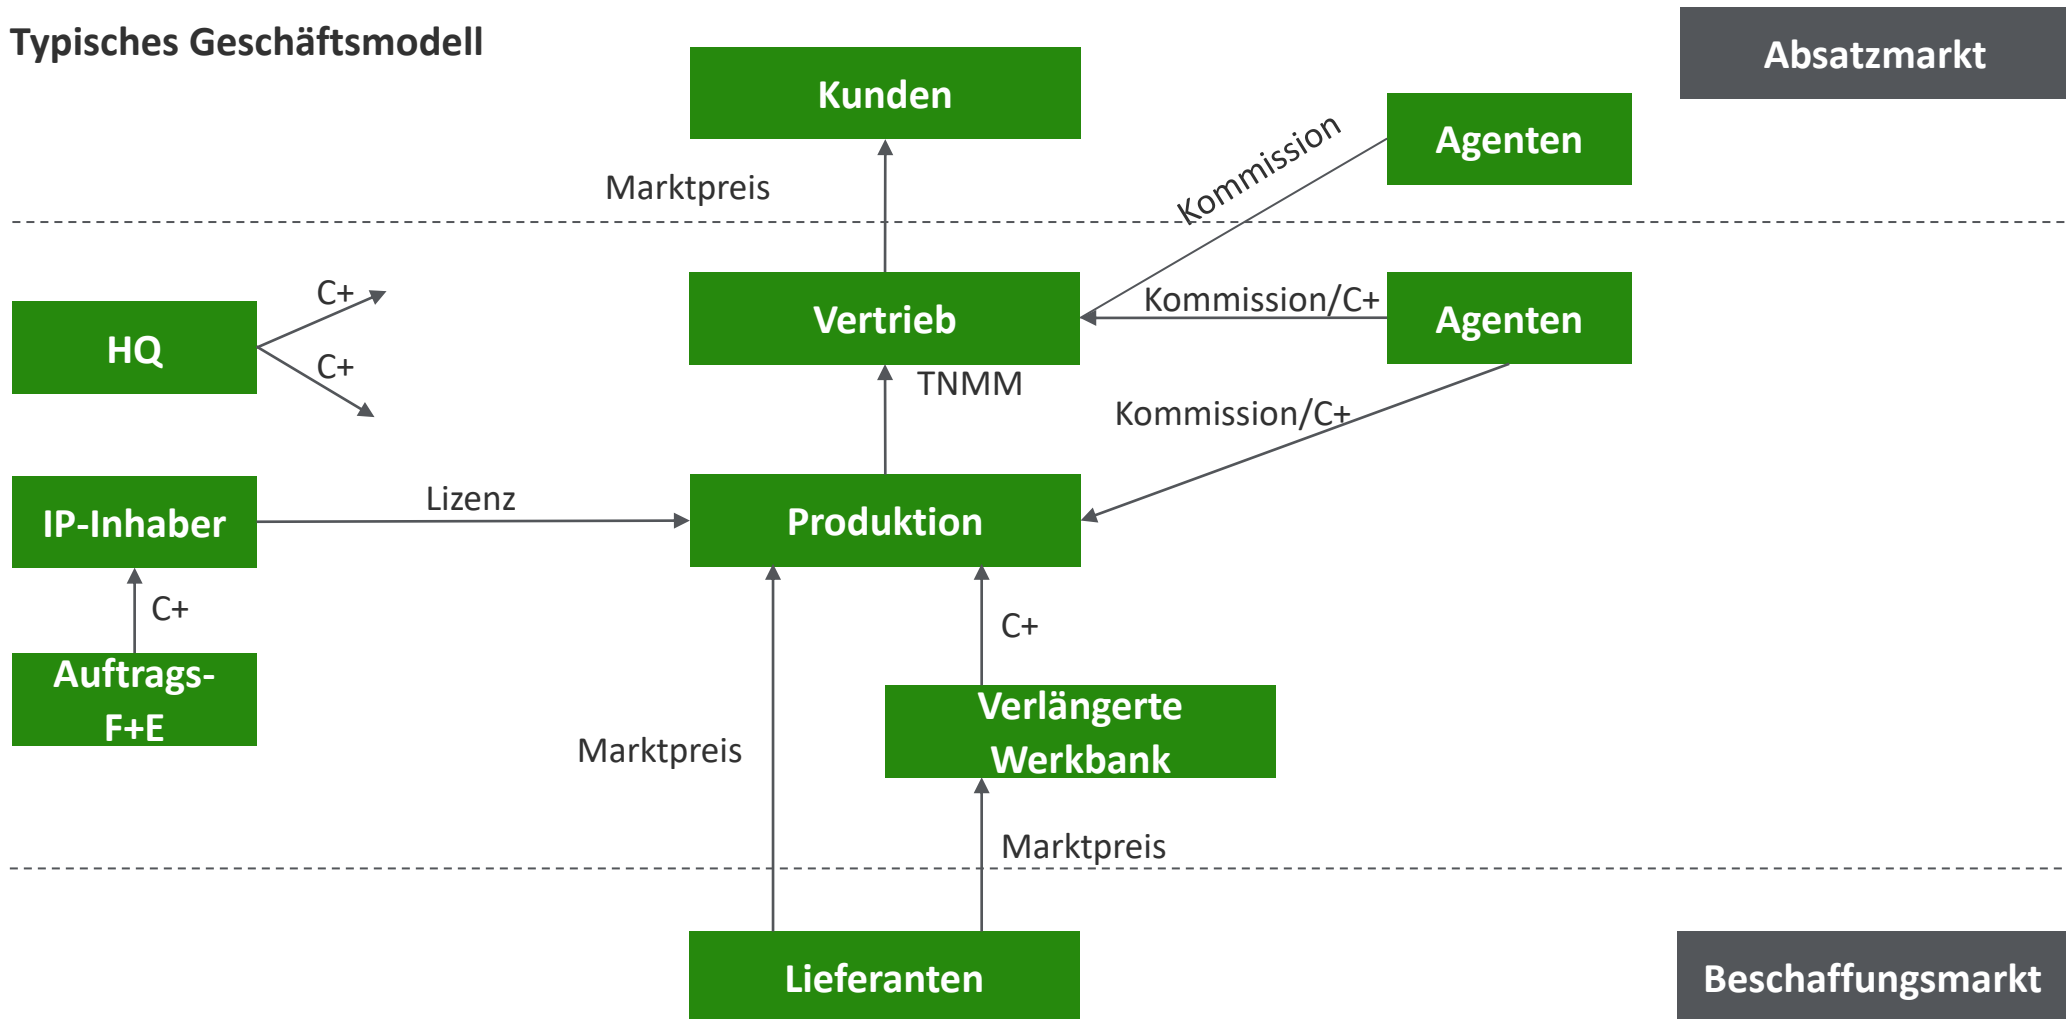 Typisches Geschäftsmodell
Absatzmarkt
Kunden
Agenten
Kommission
Marktpreis
C+
HQ
C+
Vertrieb
Kommission/C+
Agenten
TNMM
Kommission/C+
IP-Inhaber
Lizenz
Produktion
C+
C+
Auftrags-
F+E
Verlängerte
Werkbank
Marktpreis
Marktpreis
Lieferanten
Beschaffungsmarkt